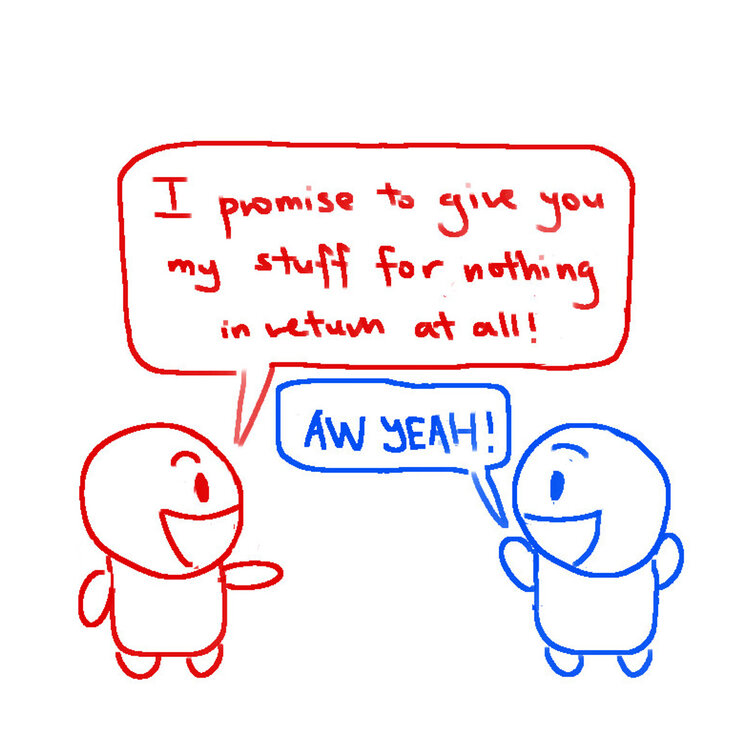 I promise to give you
my stuff for nothing
in return at all!
AW YEAH!